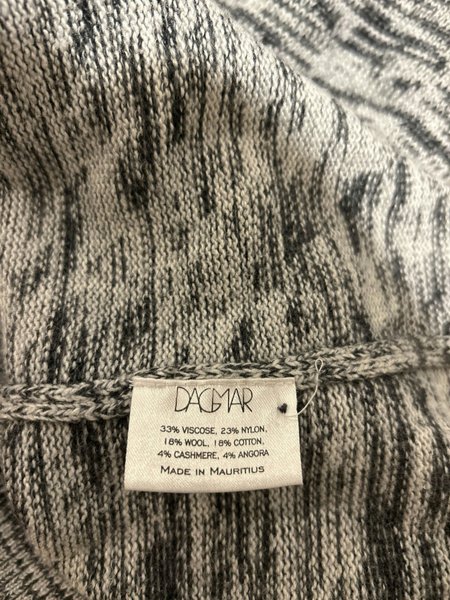 DAGMAR
33% VISCOSE, 23% NYLON,
18% WOOL, 18% COTTON,
4% CASHMERE, 4% ANGORA
MADE IN MAURITIUS